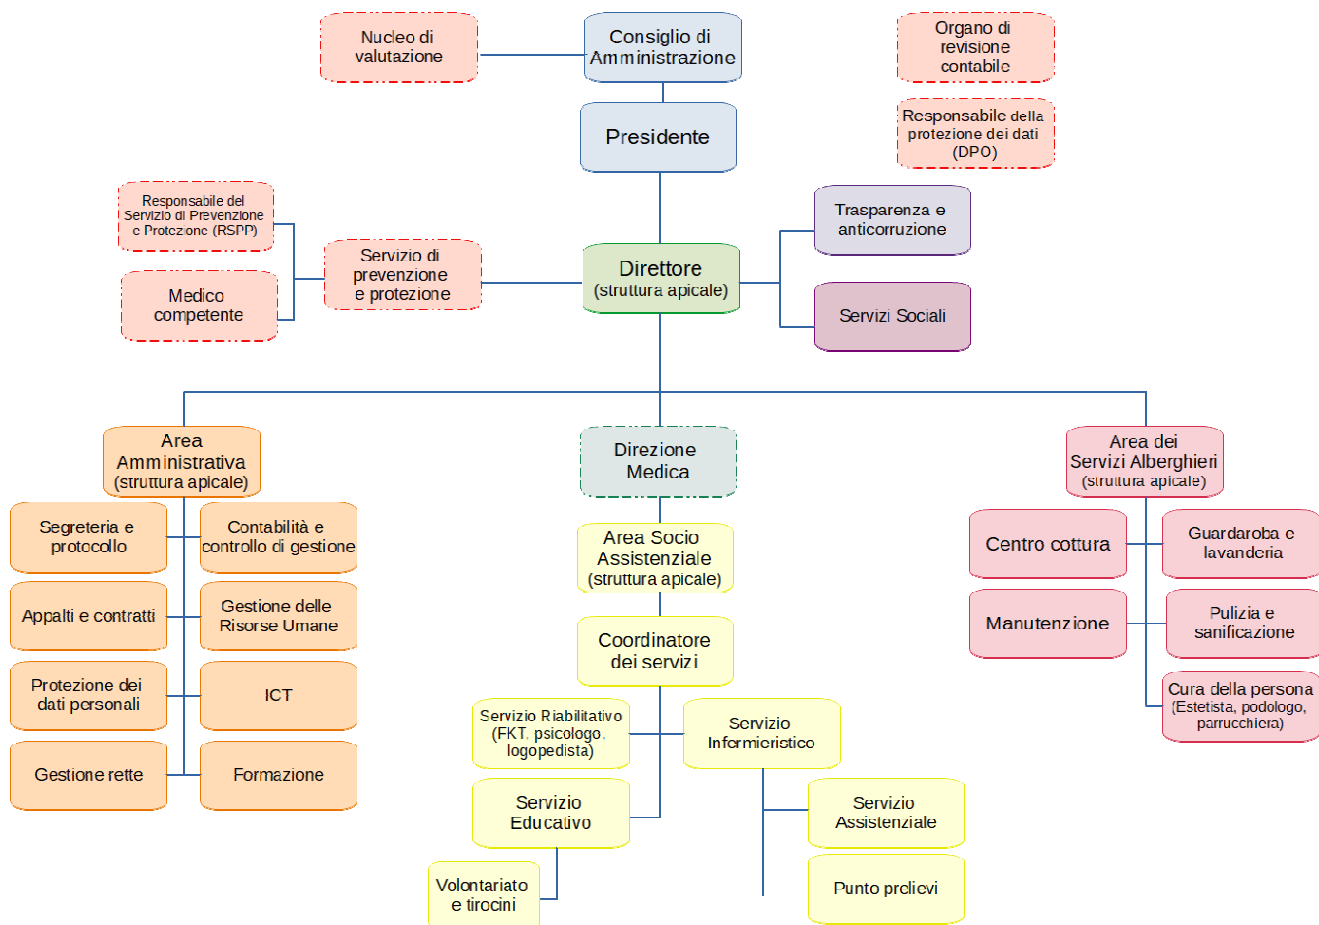 Nucleo di
valutazione
Consiglio di
Amministrazione
Organo di
revisione
contabile
Presidente
Responsabile della
protezione dei dati
(DPO)
Responsabile del
Servizio di Prevenzione
e Protezione (RSPP)
Medico
competente
Servizio di
prevenzione
e protezione
Direttore
(struttura apicale)
Trasparenza e
anticorruzione
Servizi Sociali
Area
Amministrativa
(struttura apicale)
Segreteria e
protocollo
Contabilità e
controllo di gestione
Appalti e contratti
Gestione delle
Risorse Umane
Protezione dei
dati personali
ICT
Gestione rette
Formazione
Direzione
Medica
Area Socio
Assistenziale
(struttura apicale)
Coordinatore
dei servizi
Servizio Riabilitativo
(FKT, psicologo,
logopedista)
Servizio
Infermieristico
Servizio
Educativo
Servizio
Assistenziale
Volontariato
e tirocini
Punto prelievi
Area dei
Servizi Alberghieri
(struttura apicale)
Centro cottura
Guardaroba e
lavanderia
Manutenzione
Pulizia e
sanificazione
Cura della persona
(Estetista, podologo,
parrucchiera)